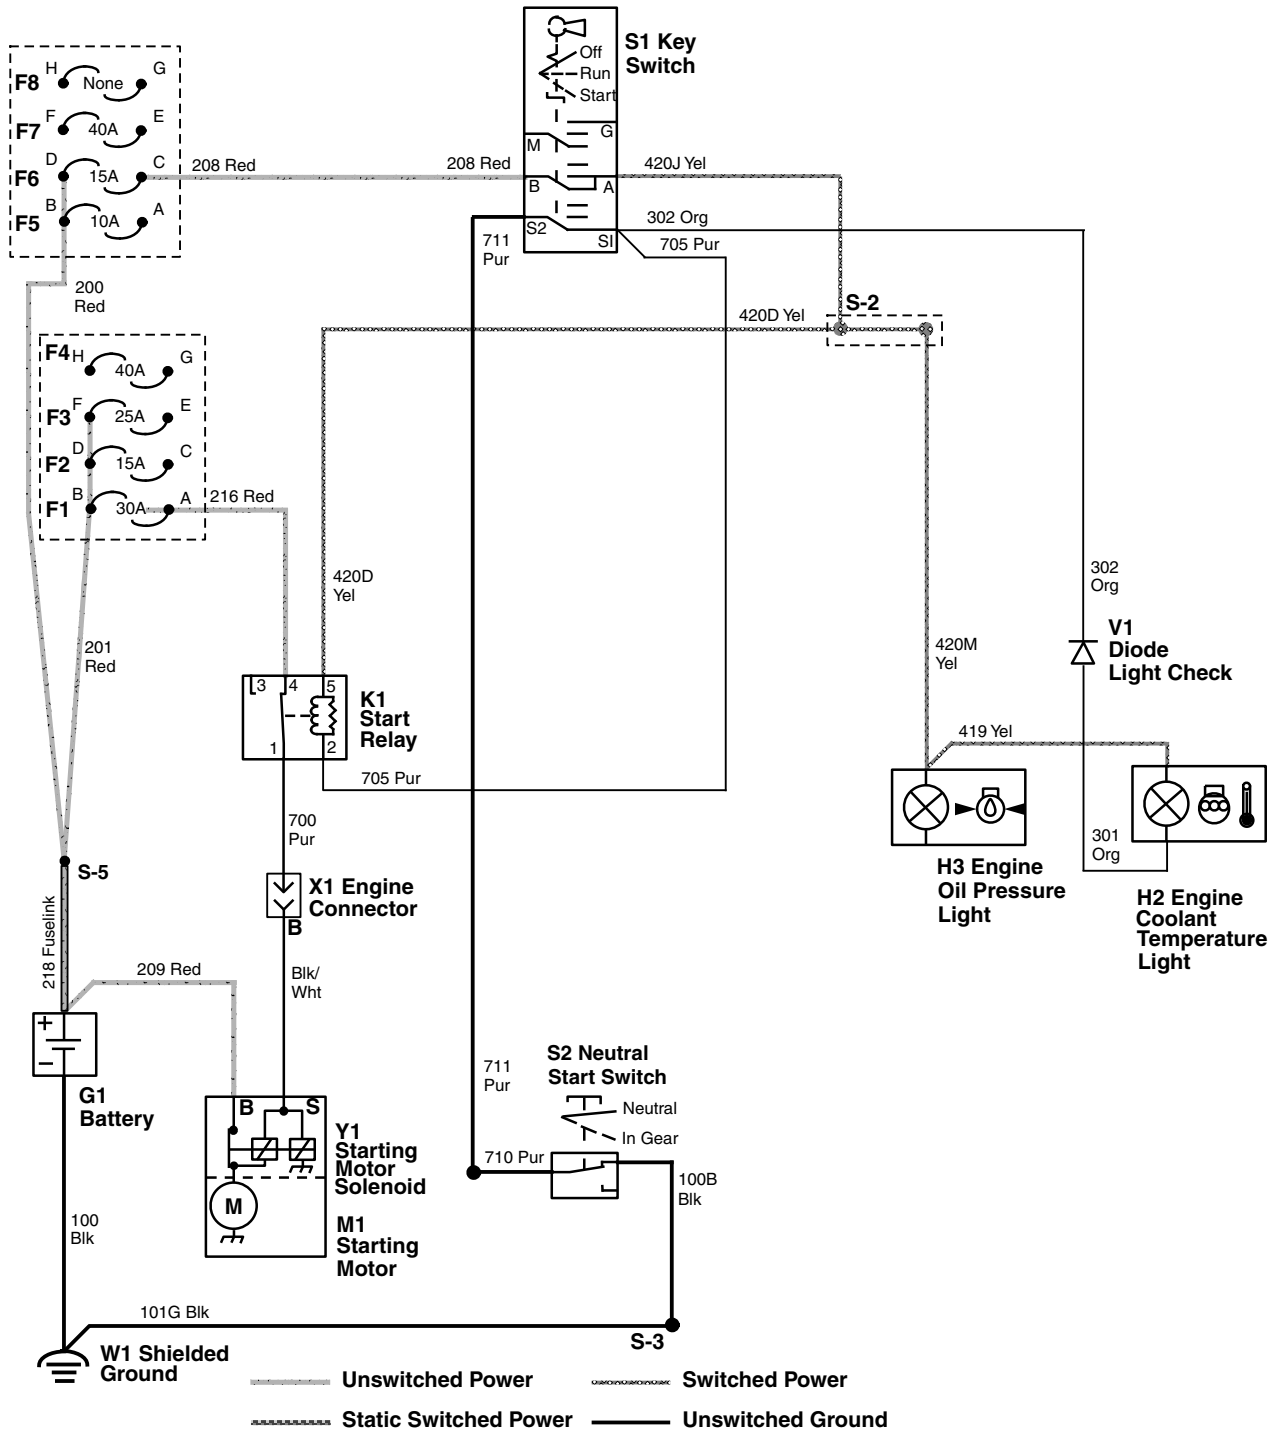 S1 Key
Switch
Off
Run
Start
G
M
B
A
S2
SI
F8
H
None
G
F7
F
40A
E
F6
D
15A
C
F5
B
10A
A
208 Red
208 Red
420J Yel
302 Org
705 Pur
711
Pur
200
Red
S-2
420D Yel
F4
H
40A
G
F3
F
25A
E
F2
D
15A
C
F1
B
30A
A
216 Red
420D
Yel
302
Org
201
Red
420M
Yel
V1
Diode
Light Check
3
4
5
1
2
K1
Start
Relay
419 Yel
705 Pur
700
Pur
301
Org
S-5
X1 Engine
Connector
B
H3 Engine
Oil Pressure
Light
H2 Engine
Coolant
Temperature
Light
218 Fuselink
209 Red
Blk/
Wht
+
−
G1
Battery
711
Pur
S2 Neutral
Start Switch
Neutral
In Gear
B
S
Y1
Starting
Motor
Solenoid
710 Pur
100B
Blk
M
M1
Starting
Motor
100
Blk
101G Blk
S-3
W1 Shielded
Ground
Unswitched Power
Switched Power
Static Switched Power
Unswitched Ground